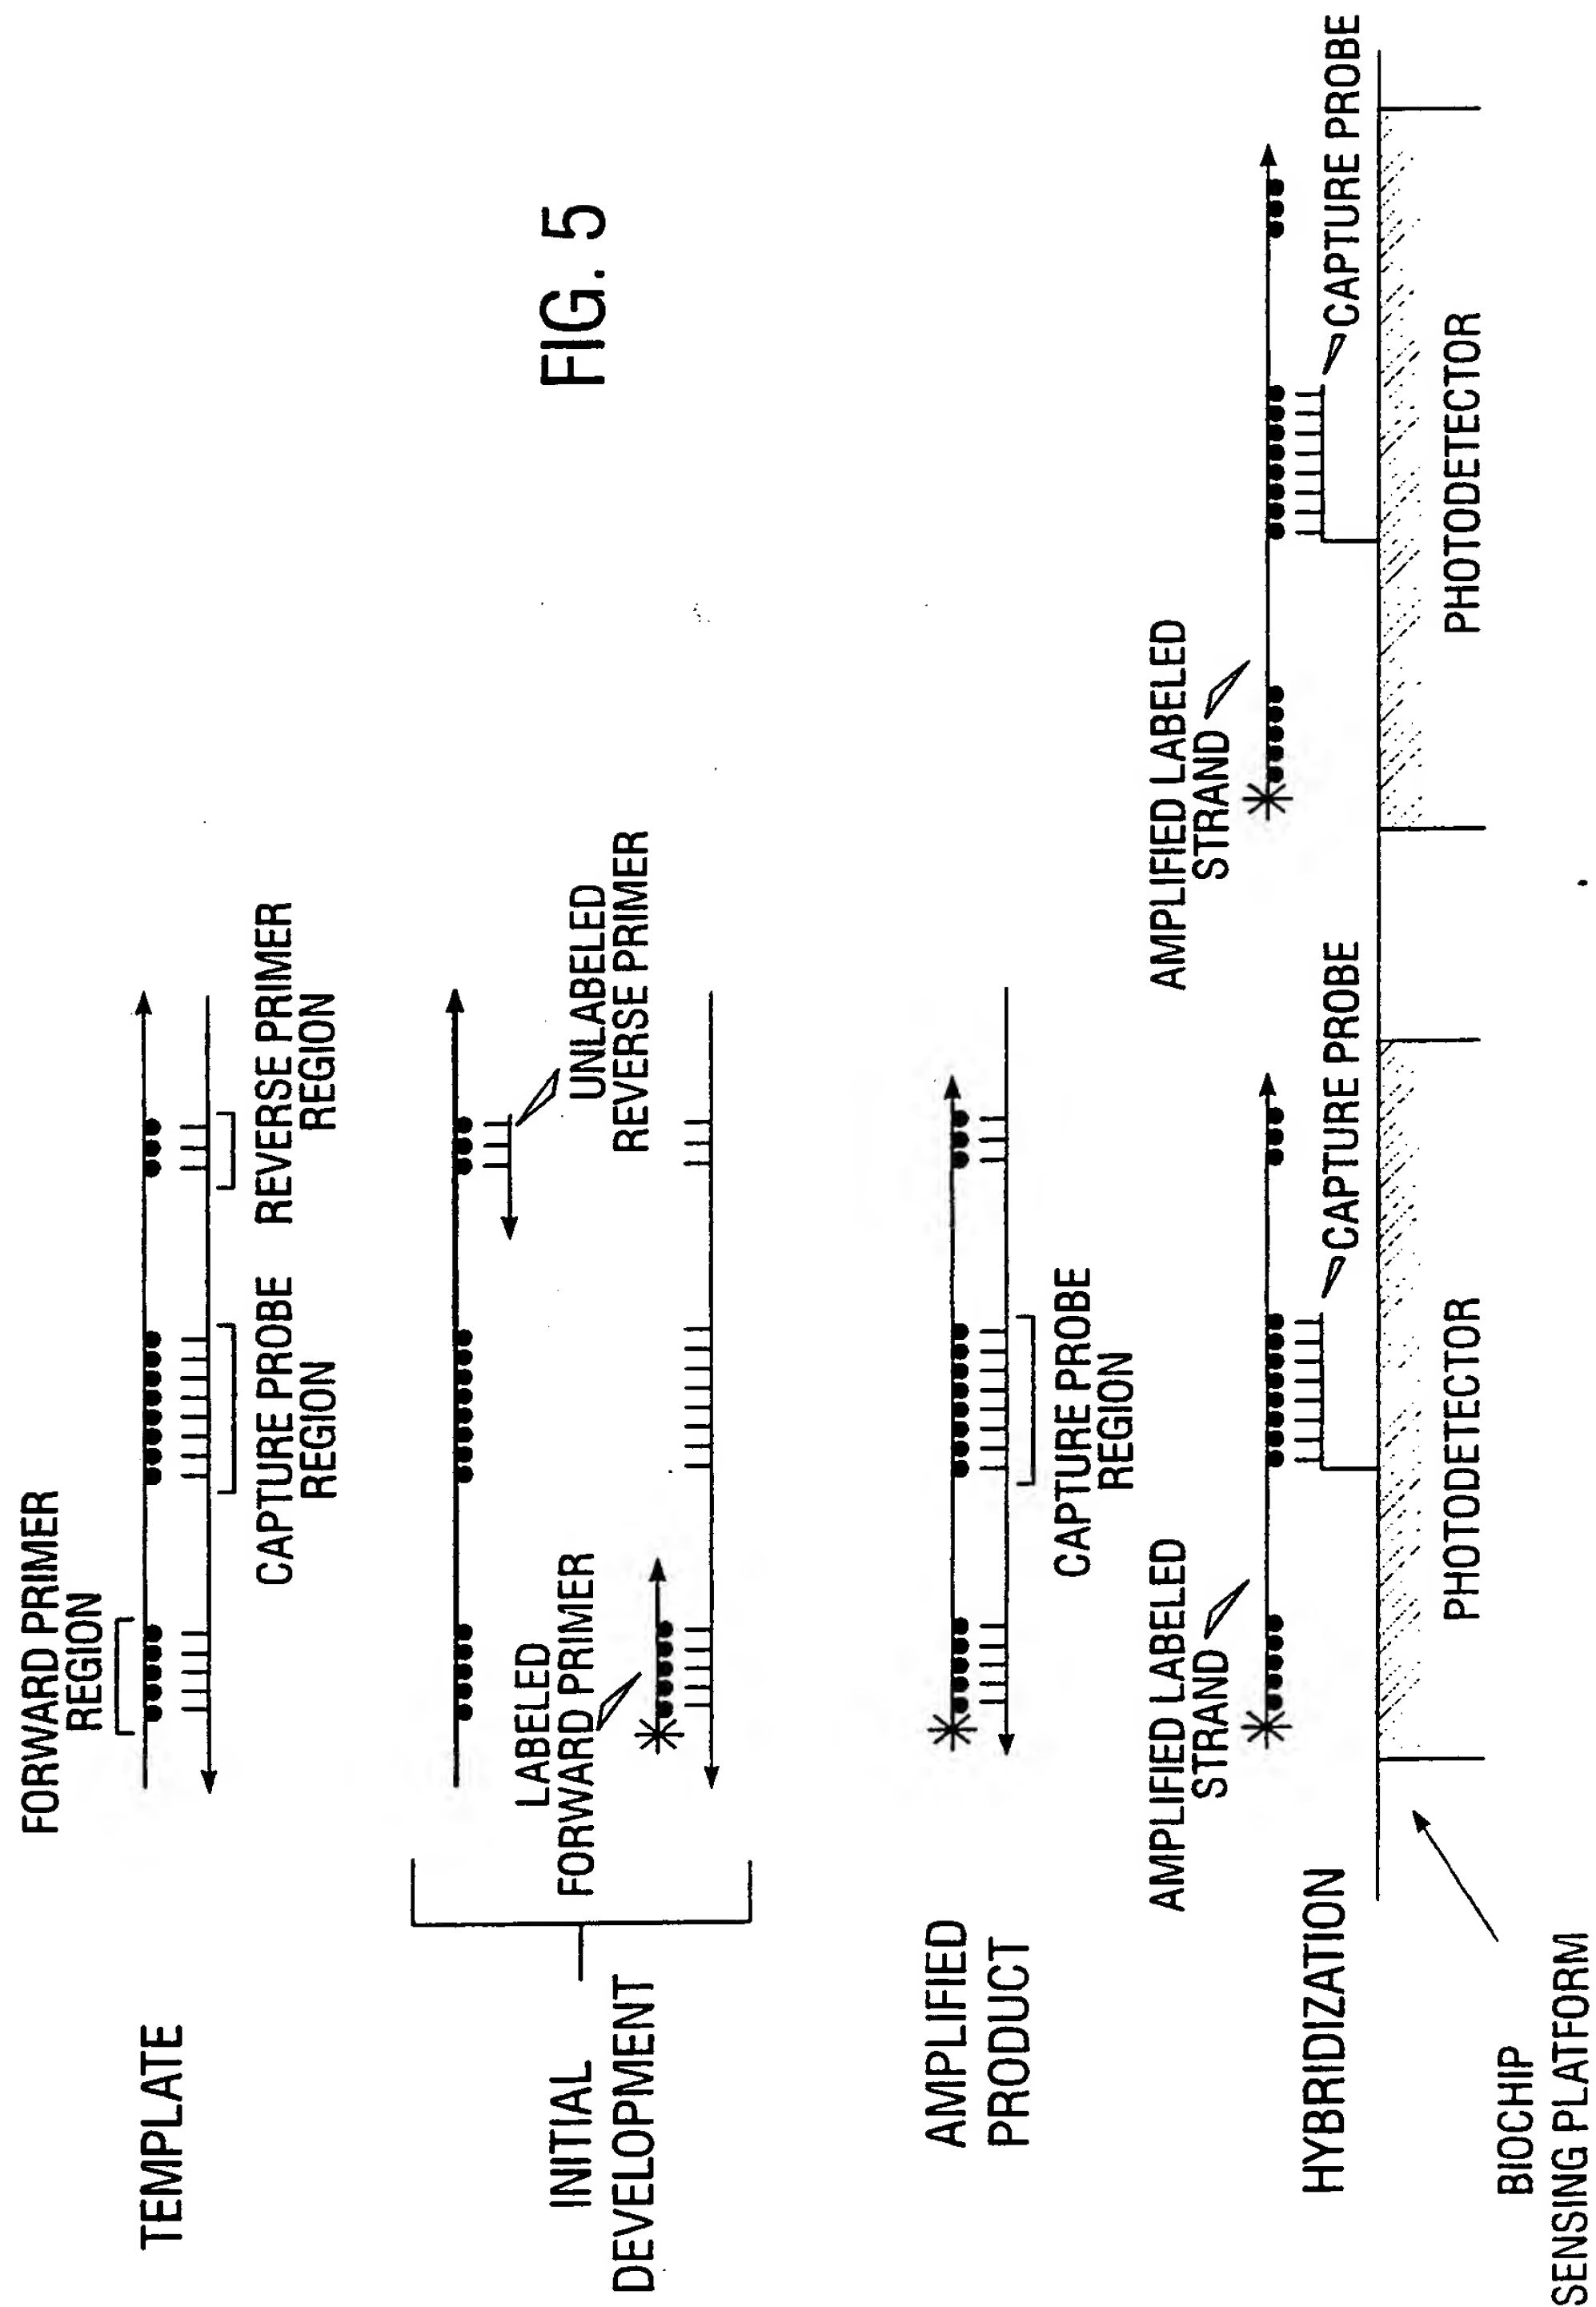 FIG. 5
TEMPLATE
FORWARD PRIMER
REGION
CAPTURE PROBE
REGION
REVERSE PRIMER
REGION
INITIAL
DEVELOPMENT
LABELED
FORWARD PRIMER
UNLABELED
REVERSE PRIMER
AMPLIFIED
PRODUCT
CAPTURE PROBE
REGION
HYBRIDIZATION
AMPLIFIED LABELED
STRAND
CAPTURE PROBE
AMPLIFIED LABELED
STRAND
CAPTURE PROBE
PHOTODETECTOR
PHOTODETECTOR
BIOCHIP
SENSING PLATFORM